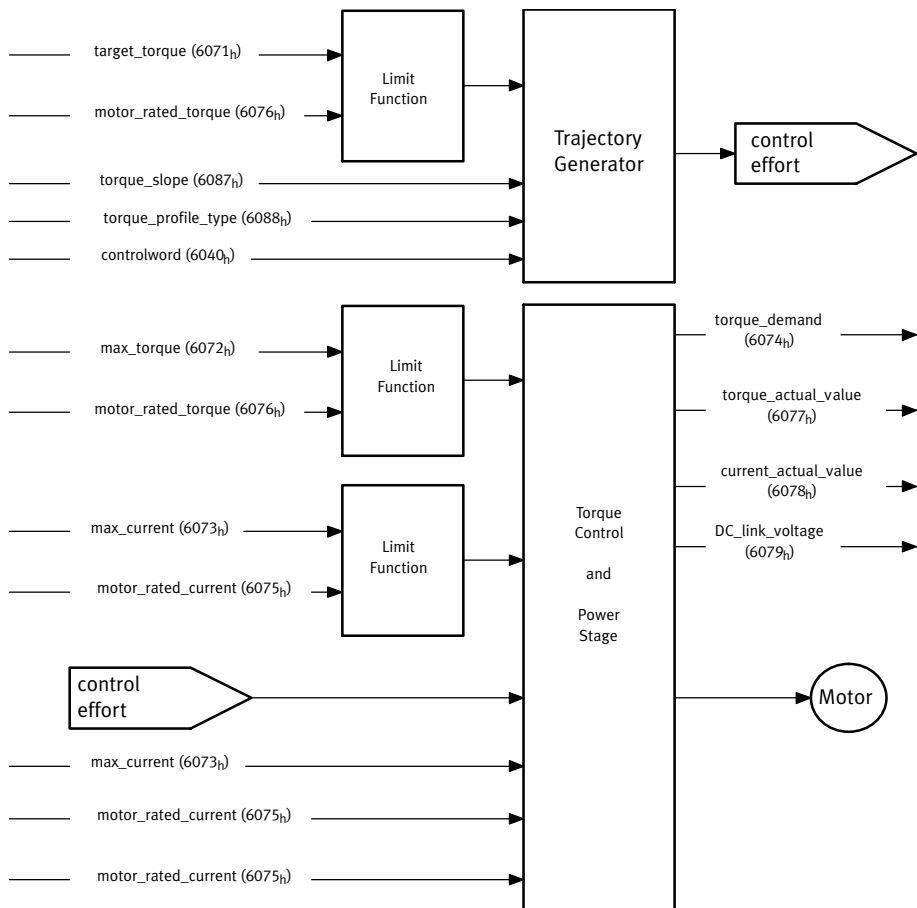 target_torque (6071h)
motor_rated_torque (6076h)
Limit
Function
torque_slope (6087h)
torque_profile_type (6088h)
controlword (6040h)
Trajectory
Generator
control
effort
max_torque (6072h)
motor_rated_torque (6076h)
Limit
Function
max_current (6073h)
motor_rated_current (6075h)
Limit
Function
control
effort
max_current (6073h)
motor_rated_current (6075h)
motor_rated_current (6075h)
Torque
Control
and
Power
Stage
torque_demand
(6074h)
torque_actual_value
(6077h)
current_actual_value
(6078h)
DC_link_voltage
(6079h)
Motor